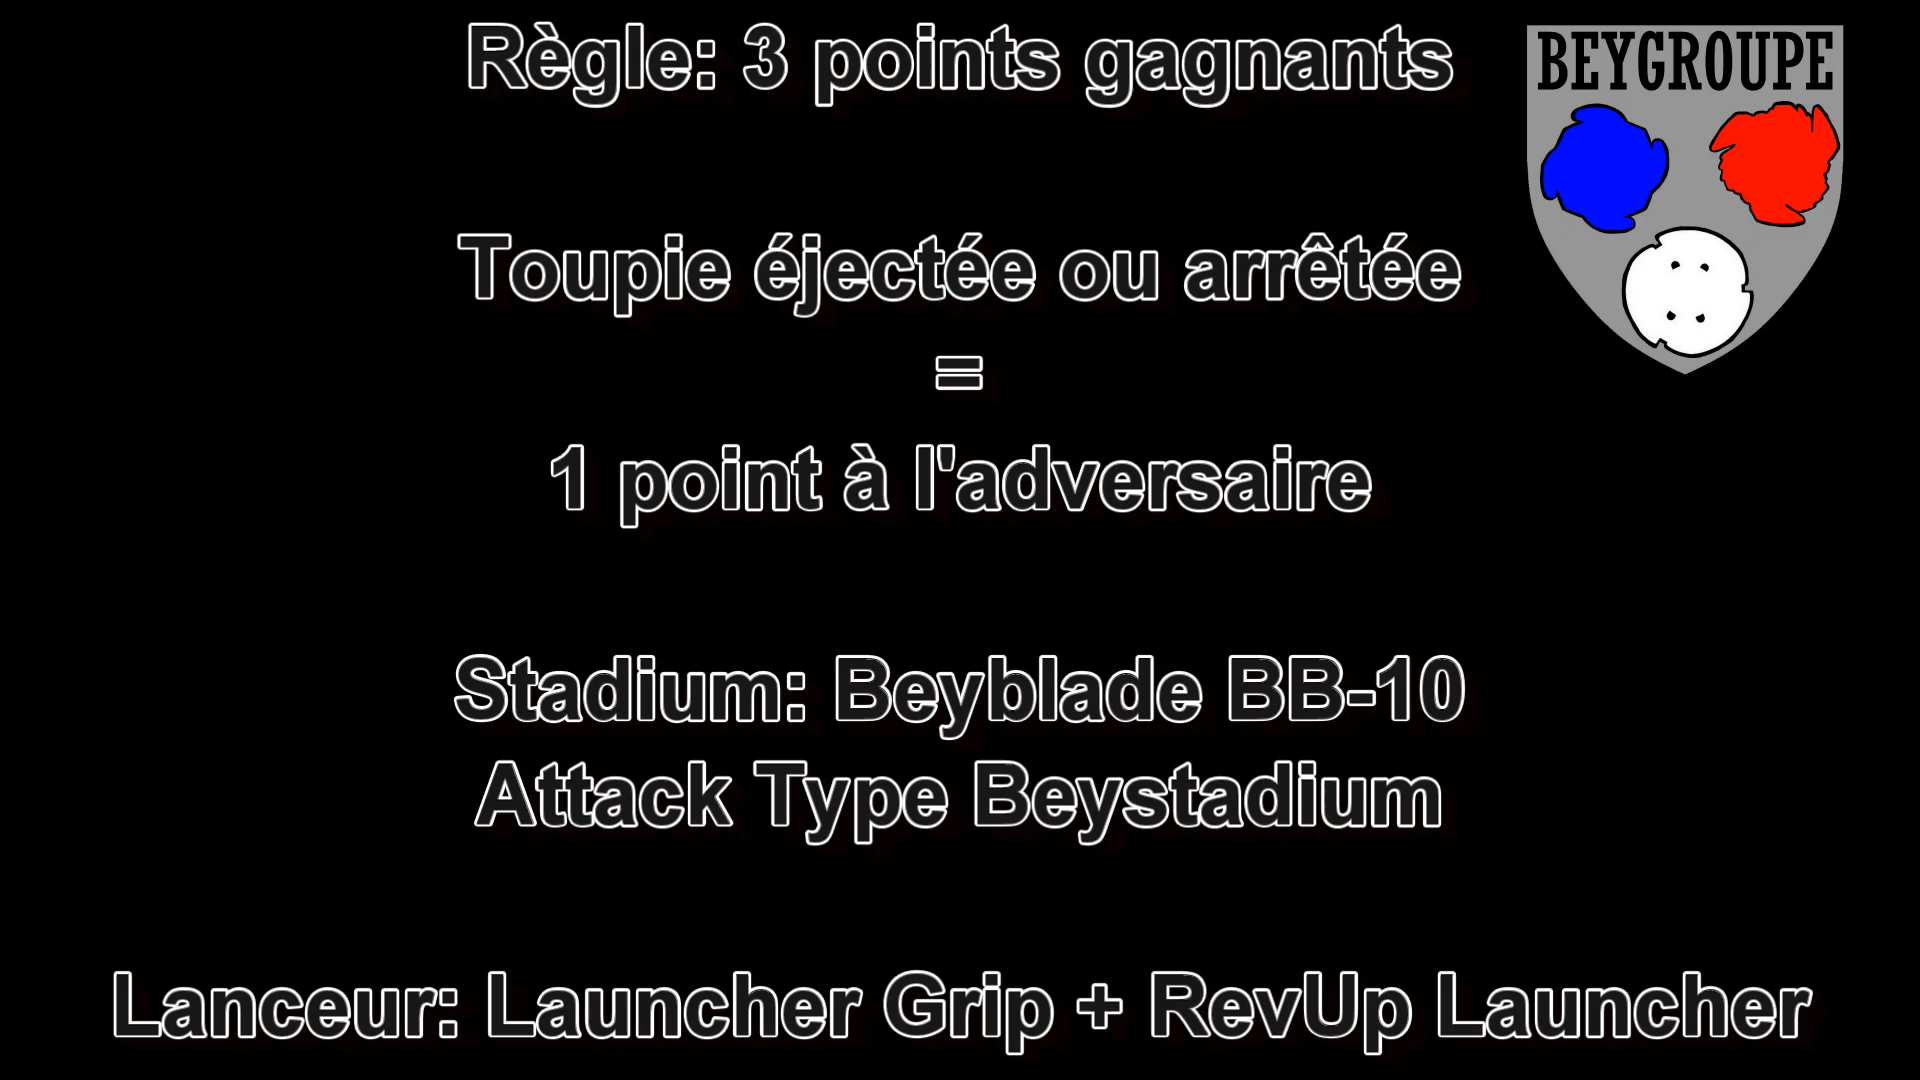 Règle: 3 points gagnants
BEYGROUPE
Toupie éjectée ou arrêtée
=
1 point à l'adversaire
Stadium: Beyblade BB-10
Attack Type Beystadium
Lanceur: Launcher Grip + RevUp Launcher